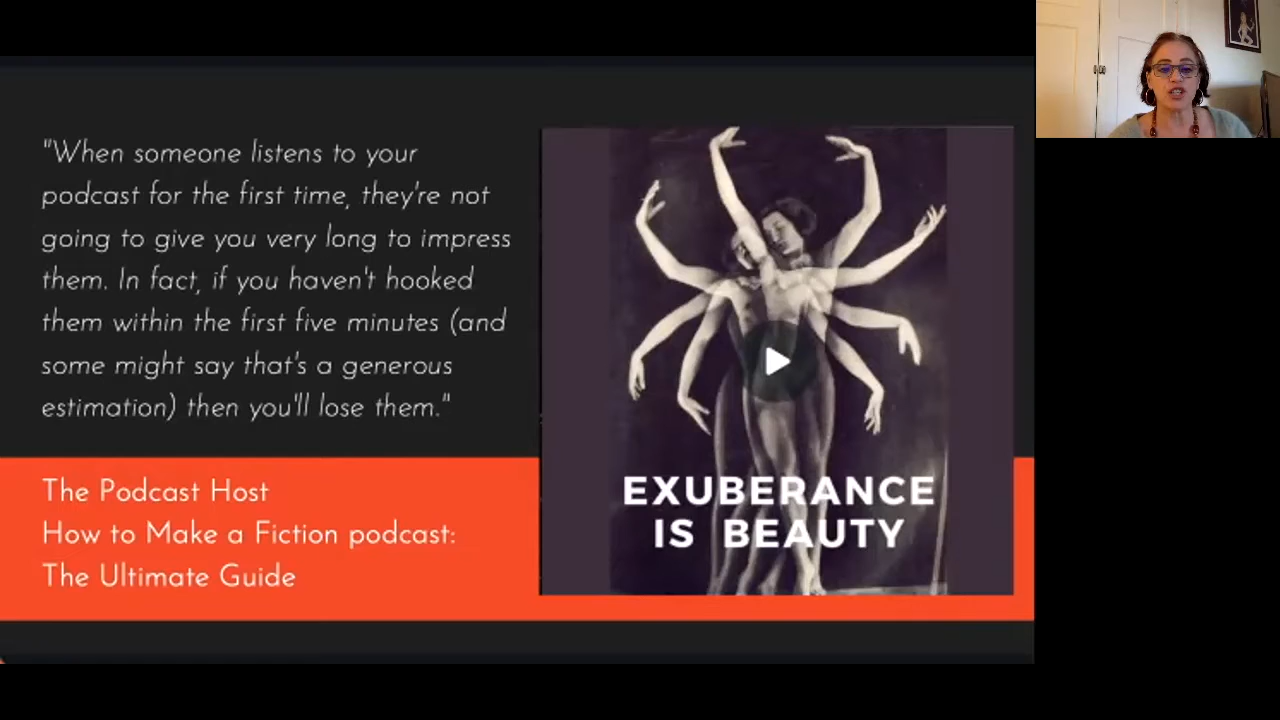 "When someone listens to your
podcast for the first time, they're not
going to give you very long to impress
them. In fact, if you haven't hooked
them within the first five minutes (and
some might say that's a generous
estimation) then you'll lose them."
The Podcast Host
How to Make a Fiction podcast:
The Ultimate Guide
EXUBERANCE
IS BEAUTY